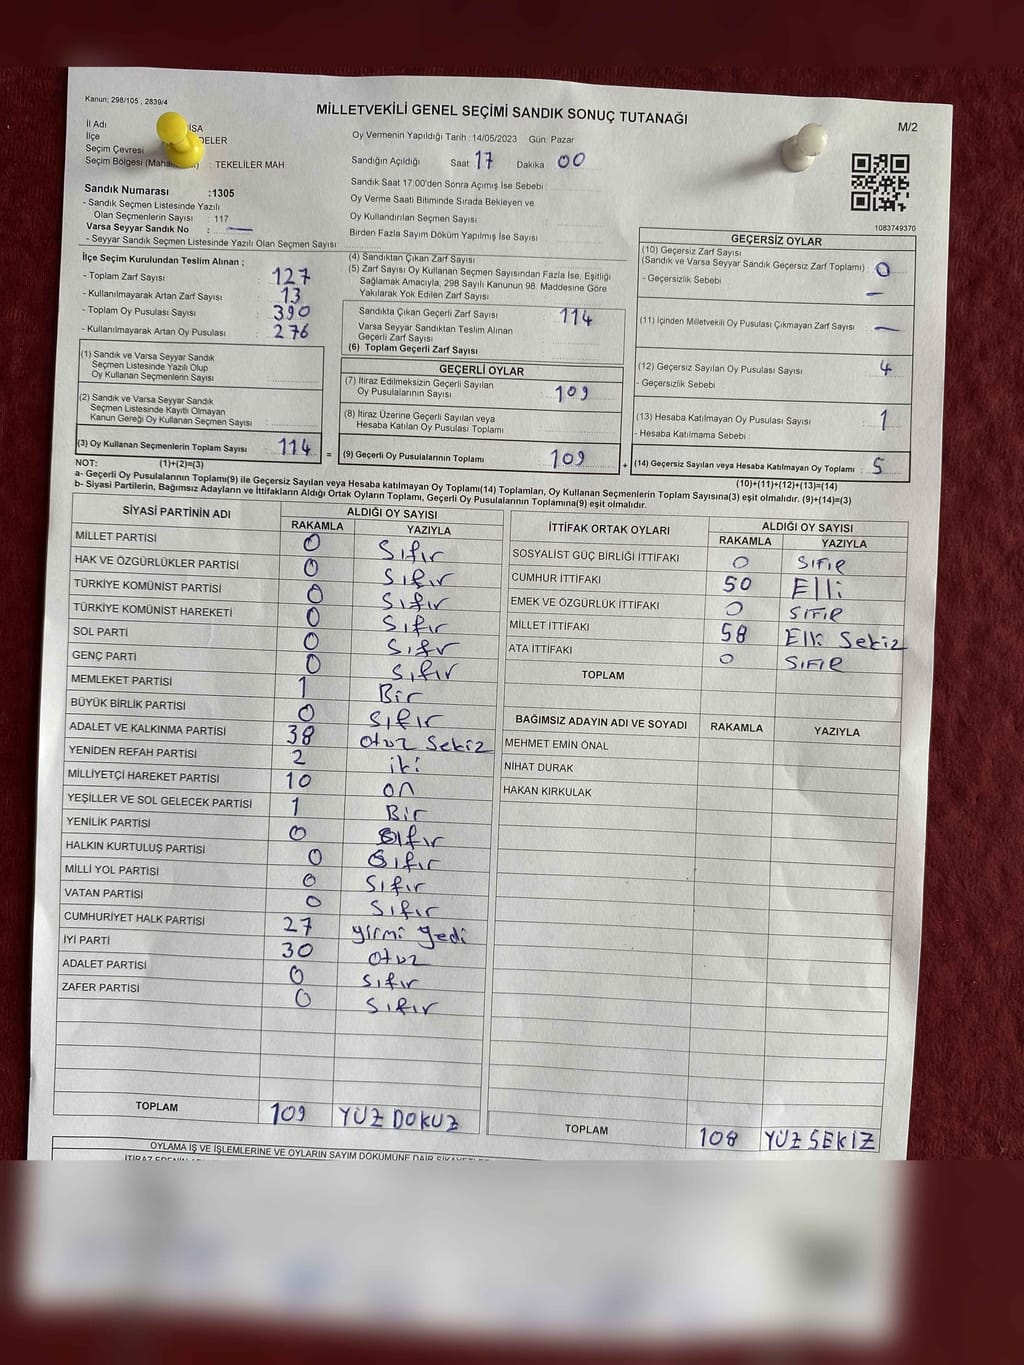 Kanun; 298/105 , 2839/4
MİLLETVEKİLİ GENEL SEÇİMİ SANDIK SONUÇ TUTANAĞI
M/2
İl Adı
İSA
İlçe
DELER
Seçim Çevresi
Seçim Bölgesi : TEKELİLER MAH
Sandık Numarası :1305
- Sandık Seçmen Listesinde Yazılı
Olan Seçmenlerin Sayısı : 117
Varsa Seyyar Sandık No : —
- Seyyar Sandık Seçmen Listesinde Yazılı Olan Seçmen Sayısı
Oy Vermenin Yapıldığı Tarih :14/05/2023 Gün: Pazar
Sandığın Açıldığı Saat 17 Dakika 00
Sandık Saat 17:00'den Sonra Açımış İse Sebebi
Oy Verme Saati Bitiminde Sırada Bekleyen ve
Oy Kullandırılan Seçmen Sayısı
Birden Fazla Sayım Döküm Yapılmış İse Sayısı
1083749370
İlçe Seçim Kurulundan Teslim Alınan ;
- Toplam Zarf Sayısı : 127
- Kullanılmayarak Artan Zarf Sayısı : 13
- Toplam Oy Pusulası Sayısı : 390
- Kullanılmayarak Artan Oy Pusulası : 276
(1) Sandık ve Varsa Seyyar Sandık
Seçmen Listesinde Yazılı Olup
Oy Kullanan Seçmenlerin Sayısı :
(2) Sandık ve Varsa Seyyar Sandık
Seçmen Listesinde Kayıtlı Olmayan
Kanun Gereği Oy Kullanan Seçmen Sayısı :
(3) Oy Kullanan Seçmenlerin Toplam Sayısı : 114
(1)+(2)=(3)
(4) Sandıktan Çıkan Zarf Sayısı
(5) Zarf Sayısı Oy Kullanan Seçmen Sayısından Fazla İse, Eşitliği
Sağlamak Amacıyla, 298 Sayılı Kanunun 98. Maddesine Göre
Yakılarak Yok Edilen Zarf Sayısı
Sandıkta Çıkan Geçerli Zarf Sayısı : 114
Varsa Seyyar Sandıktan Teslim Alınan
Geçerli Zarf Sayısı
(6) Toplam Geçerli Zarf Sayısı
GEÇERLİ OYLAR
(7) İtiraz Edilmeksizin Geçerli Sayılan
Oy Pusulalarının Sayısı : 109
(8) İtiraz Üzerine Geçerli Sayılan veya
Hesaba Katılan Oy Pusulası Toplamı
= (9) Geçerli Oy Pusulalarının Toplamı : 109
GEÇERSİZ OYLAR
(10) Geçersiz Zarf Sayısı
(Sandık ve Varsa Seyyar Sandık Geçersiz Zarf Toplamı) : 0
- Geçersizlik Sebebi : —
(11) İçinden Milletvekili Oy Pusulası Çıkmayan Zarf Sayısı : —
(12) Geçersiz Sayılan Oy Pusulası Sayısı : 4
- Geçersizlik Sebebi
(13) Hesaba Katılmayan Oy Pusulası Sayısı : 1
- Hesaba Katılmama Sebebi :
+ (14) Geçersiz Sayılan veya Hesaba Katılmayan Oy Toplamı : 5
(10)+(11)+(12)+(13)=(14)
NOT:
a- Geçerli Oy Pusulaları Toplamı(9) ile Geçersiz Sayılan veya Hesaba Katılmayan Oy Toplamı(14) Toplamları, Oy Kullanan Seçmenlerin Toplam Sayısına(3) eşit olmalıdır. (9)+(14)=(3)
b- Siyasi Partilerin, Bağımsız Adayların ve İttifakların Aldığı Ortak Oyların Toplamı, Geçerli Oy Pusulalarının Toplamına(9) eşit olmalıdır.
SİYASİ PARTİNİN ADI ALDIĞI OY SAYISI
RAKAMLA YAZIYLA
MİLLET PARTİSİ 0 Sıfır
HAK VE ÖZGÜRLÜKLER PARTİSİ 0 Sıfır
TÜRKİYE KOMÜNİST PARTİSİ 0 Sıfır
TÜRKİYE KOMÜNİST HAREKETİ 0 Sıfır
SOL PARTİ 0 Sıfır
GENÇ PARTİ 0 Sıfır
MEMLEKET PARTİSİ 1 Bir
BÜYÜK BİRLİK PARTİSİ 0 Sıfır
ADALET VE KALKINMA PARTİSİ 38 otuz Sekiz
YENİDEN REFAH PARTİSİ 2 iki
MİLLİYETÇİ HAREKET PARTİSİ 10 on
YEŞİLLER VE SOL GELECEK PARTİSİ 1 Bir
YENİLİK PARTİSİ 0 Sıfır
HALKIN KURTULUŞ PARTİSİ 0 Sıfır
MİLLİ YOL PARTİSİ 0 Sıfır
VATAN PARTİSİ 0 Sıfır
CUMHURİYET HALK PARTİSİ 27 yirmi yedi
İYİ PARTİ 30 otuz
ADALET PARTİSİ 0 Sıfır
ZAFER PARTİSİ 0 Sıfır
TOPLAM 109 YÜZ DOKUZ
İTTİFAK ORTAK OYLARI ALDIĞI OY SAYISI
RAKAMLA YAZIYLA
SOSYALİST GÜÇ BİRLİĞİ İTTİFAKI 0 SIFIR
CUMHUR İTTİFAKI 50 Elli
EMEK VE ÖZGÜRLÜK İTTİFAKI 0 SIFIR
MİLLET İTTİFAKI 58 Elli Sekiz
ATA İTTİFAKI 0 SIFIR
TOPLAM
BAĞIMSIZ ADAYIN ADI VE SOYADI RAKAMLA YAZIYLA
MEHMET EMİN ÖNAL
NİHAT DURAK
HAKAN KIRKULAK
TOPLAM 108 YÜZ SEKİZ
OYLAMA İŞ VE İŞLEMLERİNE VE OYLARIN SAYIM DÖKÜMÜNE DAİR